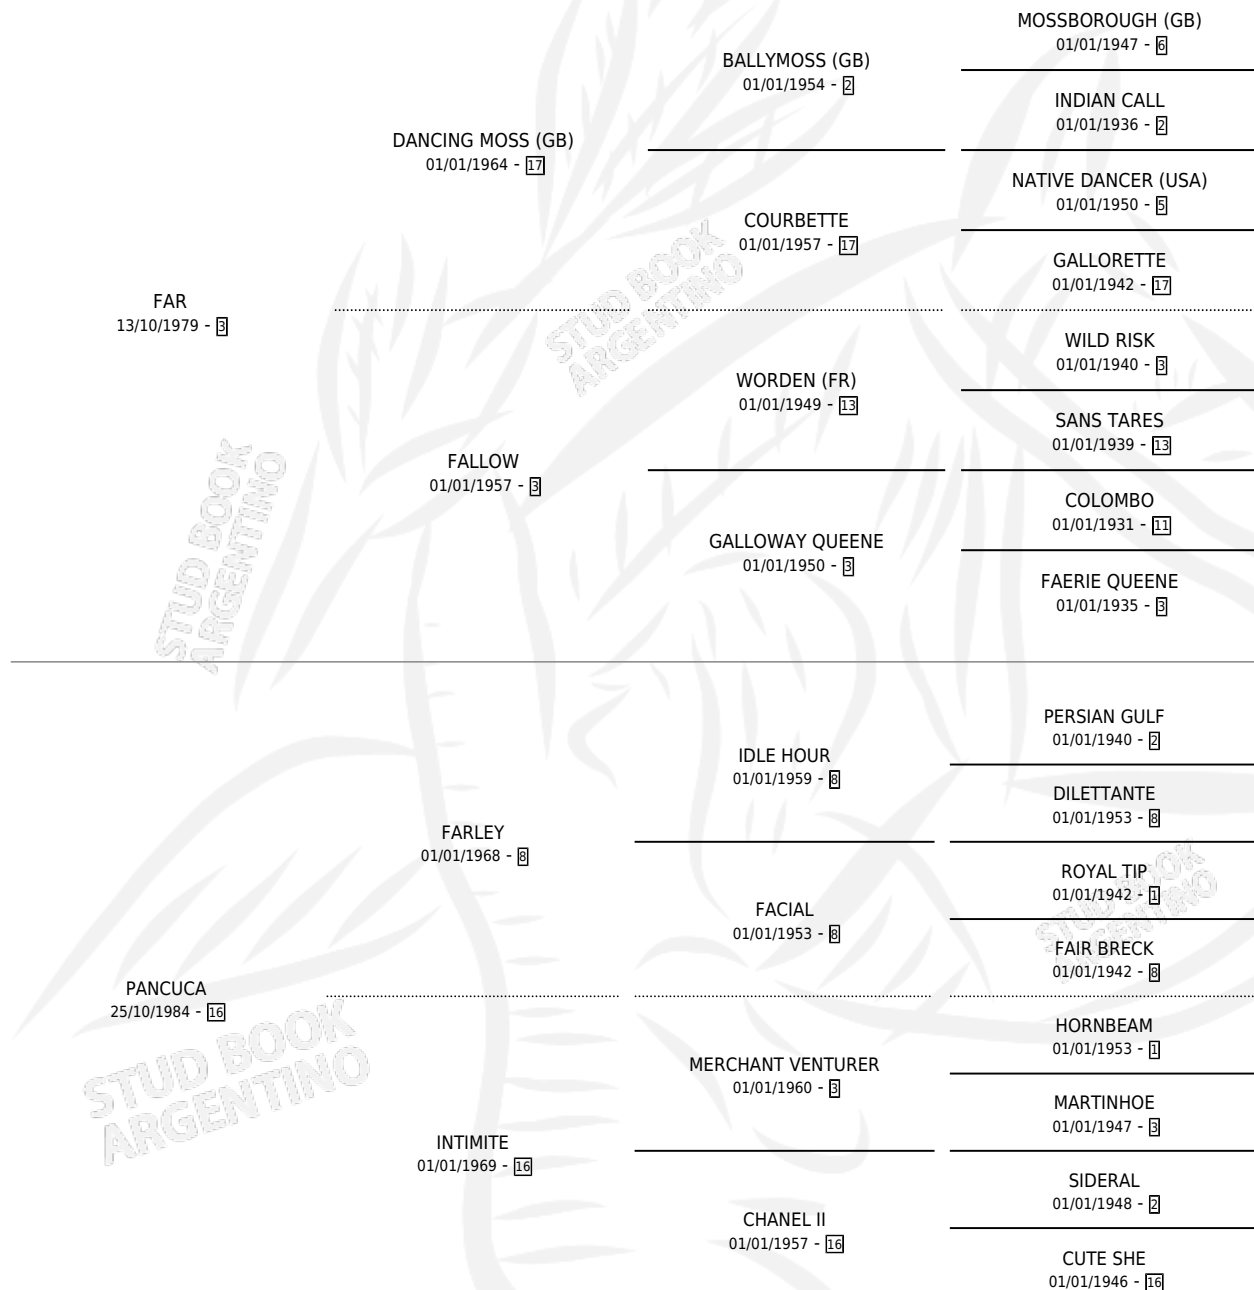 FAR
13/10/1979 - 3
DANCING MOSS (GB)
01/01/1964 - 17
BALLYMOSS (GB)
01/01/1954 - 2
MOSSBOROUGH (GB)
01/01/1947 - 6
INDIAN CALL
01/01/1936 - 2
COURBETTE
01/01/1957 - 17
NATIVE DANCER (USA)
01/01/1950 - 5
GALLORETTE
01/01/1942 - 17
FALLOW
01/01/1957 - 3
WORDEN (FR)
01/01/1949 - 13
WILD RISK
01/01/1940 - 3
SANS TARES
01/01/1939 - 13
GALLOWAY QUEENE
01/01/1950 - 3
COLOMBO
01/01/1931 - 11
FAERIE QUEENE
01/01/1935 - 3
PANCUCA
25/10/1984 - 16
FARLEY
01/01/1968 - 8
IDLE HOUR
01/01/1959 - 8
PERSIAN GULF
01/01/1940 - 2
DILETTANTE
01/01/1953 - 8
FACIAL
01/01/1953 - 8
ROYAL TIP
01/01/1942 - 1
FAIR BRECK
01/01/1942 - 8
INTIMITE
01/01/1969 - 16
MERCHANT VENTURER
01/01/1960 - 3
HORNBEAM
01/01/1953 - 1
MARTINHOE
01/01/1947 - 3
CHANEL II
01/01/1957 - 16
SIDERAL
01/01/1948 - 2
CUTE SHE
01/01/1946 - 16
STUD BOOK
ARGENTINO
STUD BOOK
ARGENTINO
STUD BOOK
ARGENTINO
STUD BOOK
ARGENTINO